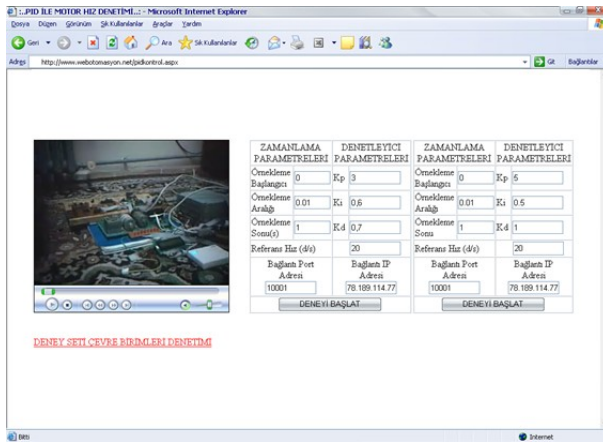 :..PID İLE MOTOR HIZ DENETİMİ..: - Microsoft Internet Explorer
Dosya Düzen Görünüm Sık Kullanılanlar Araçlar Yardım
Geri Ara Sık Kullanılanlar
Adres http://www.webotomasyon.net/pidkontrol.aspx Git Bağlantılar
ZAMANLAMA DENETLEYİCİ ZAMANLAMA DENETLEYİCİ
PARAMETRELERİ PARAMETRELERİ PARAMETRELERİ PARAMETRELERİ
Örnekleme Başlangıcı 0 Kp 3 Örnekleme Başlangıcı 0 Kp 5
Örnekleme Aralığı 0.01 Ki 0,6 Örnekleme Aralığı 0.01 Ki 0.5
Örnekleme Sonu(s) 1 Kd 0,7 Örnekleme Sonu 1 Kd 1
Referans Hız (d/s) 20 Referans Hız (d/s) 20
Bağlantı Port Bağlantı IP Bağlantı Port Bağlantı IP
Adresi Adresi Adresi Adresi
10001 78.189.114.77 10001 78.189.114.77
DENEYİ BAŞLAT DENEYİ BAŞLAT
DENEY SETİ ÇEVRE BİRİMLERİ DENETİMİ
Bitti Internet